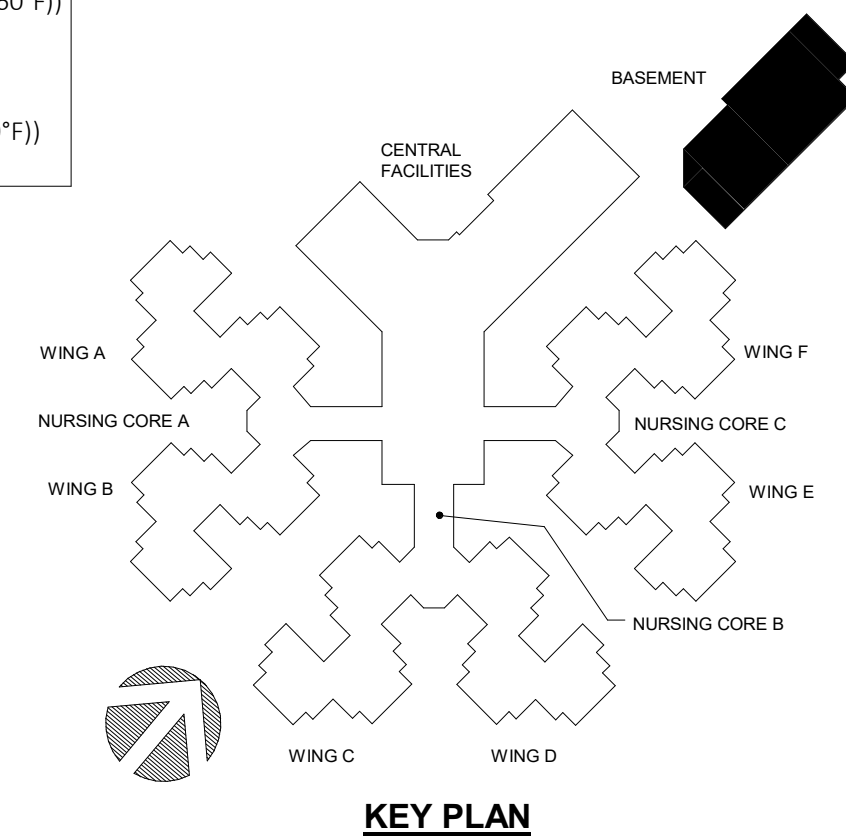 °F))
°F))
BASEMENT
CENTRAL
FACILITIES
WING A
WING F
NURSING CORE A
NURSING CORE C
WING B
WING E
NURSING CORE B
WING C
WING D
KEY PLAN